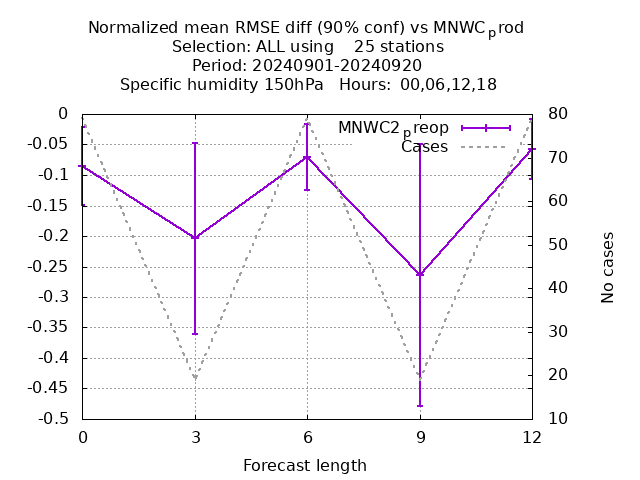 Normalized mean RMSE diff (90% conf) vs MNWCprod
Selection: ALL using    25 stations
Period: 20240901-20240920
Specific humidity 150hPa   Hours: 00,06,12,18
MNWC2preop
Cases
0
-0.05
-0.1
-0.15
-0.2
-0.25
-0.3
-0.35
-0.4
-0.45
-0.5
80
70
60
50
40
30
20
10
No cases
0 3 6 9 12
Forecast length